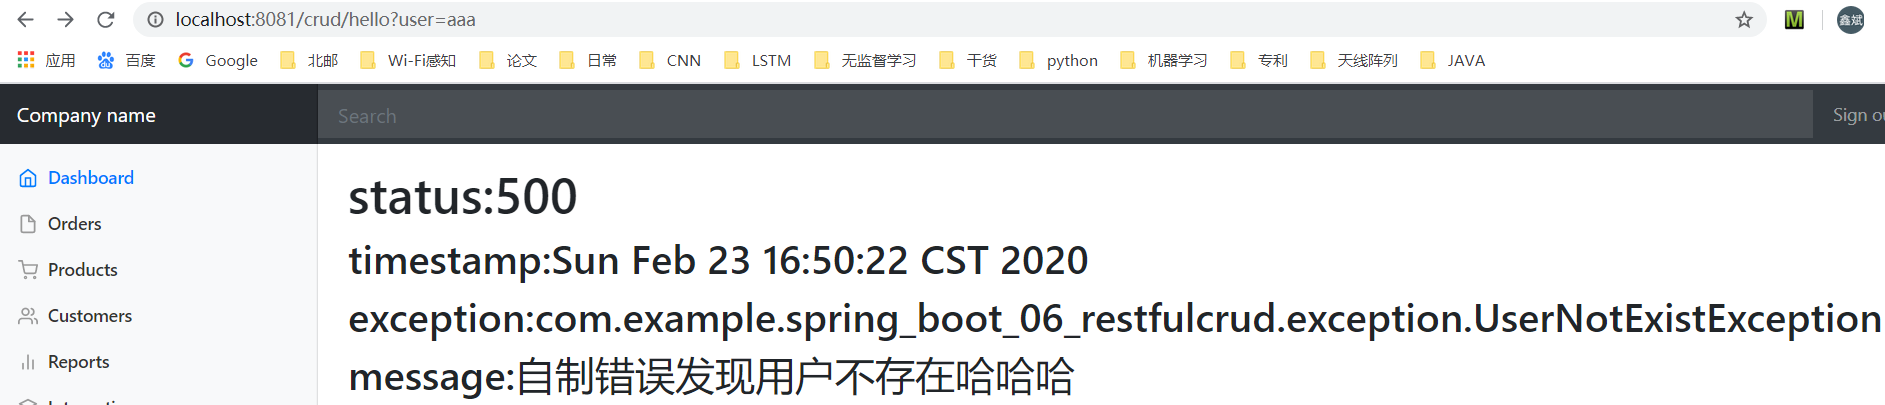 localhost:8081/crud/hello?user=aaa
鑫斌
应用 百度 Google 北邮 Wi-Fi感知 论文 日常 CNN LSTM 无监督学习 干货 python 机器学习 专利 天线阵列 JAVA
Company name Search Sign
Dashboard
Orders
Products
Customers
Reports
status:500
timestamp:Sun Feb 23 16:50:22 CST 2020
exception:com.example.spring_boot_06_restfulcrud.exception.UserNotExistException
message:自制错误发现用户不存在哈哈哈